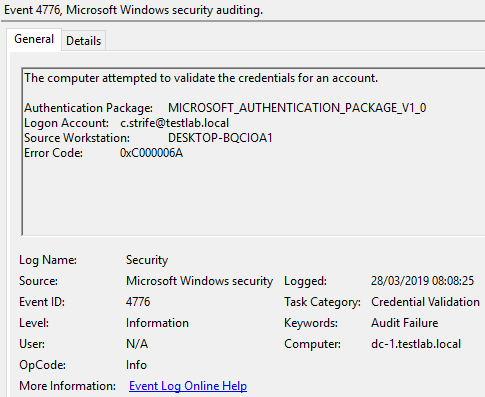 Event 4776, Microsoft Windows security auditing.
General Details
The computer attempted to validate the credentials for an account.
Authentication Package: MICROSOFT_AUTHENTICATION_PACKAGE_V1_0
Logon Account: c.strife@testlab.local
Source Workstation: DESKTOP-BQCIOA1
Error Code: 0xC000006A
Log Name: Security
Source: Microsoft Windows security Logged: 28/03/2019 08:08:25
Event ID: 4776 Task Category: Credential Validation
Level: Information Keywords: Audit Failure
User: N/A Computer: dc-1.testlab.local
OpCode: Info
More Information: Event Log Online Help